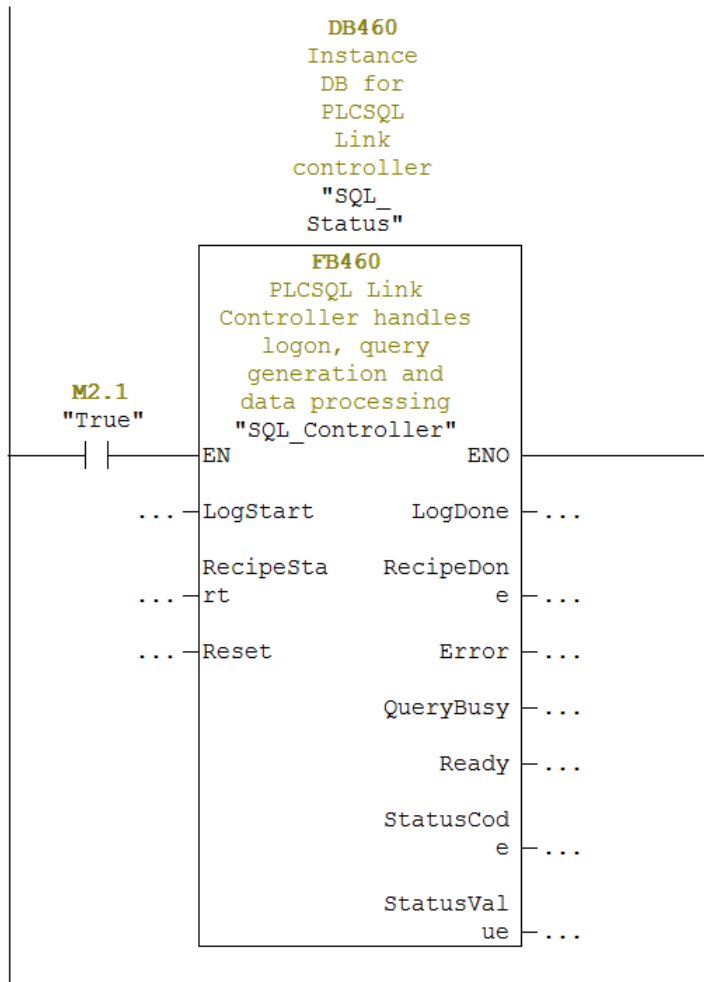 DB460
Instance
DB for
PLCSQL
Link
controller
"SQL_
Status"
FB460
PLCSQL Link
Controller handles
logon, query
generation and
data processing
"SQL_Controller"
M2.1
"True"
EN ENO
... LogStart LogDone ...
RecipeSta RecipeDon
... rt e ...
... Reset Error ...
QueryBusy ...
Ready ...
StatusCod
e ...
StatusVal
ue ...